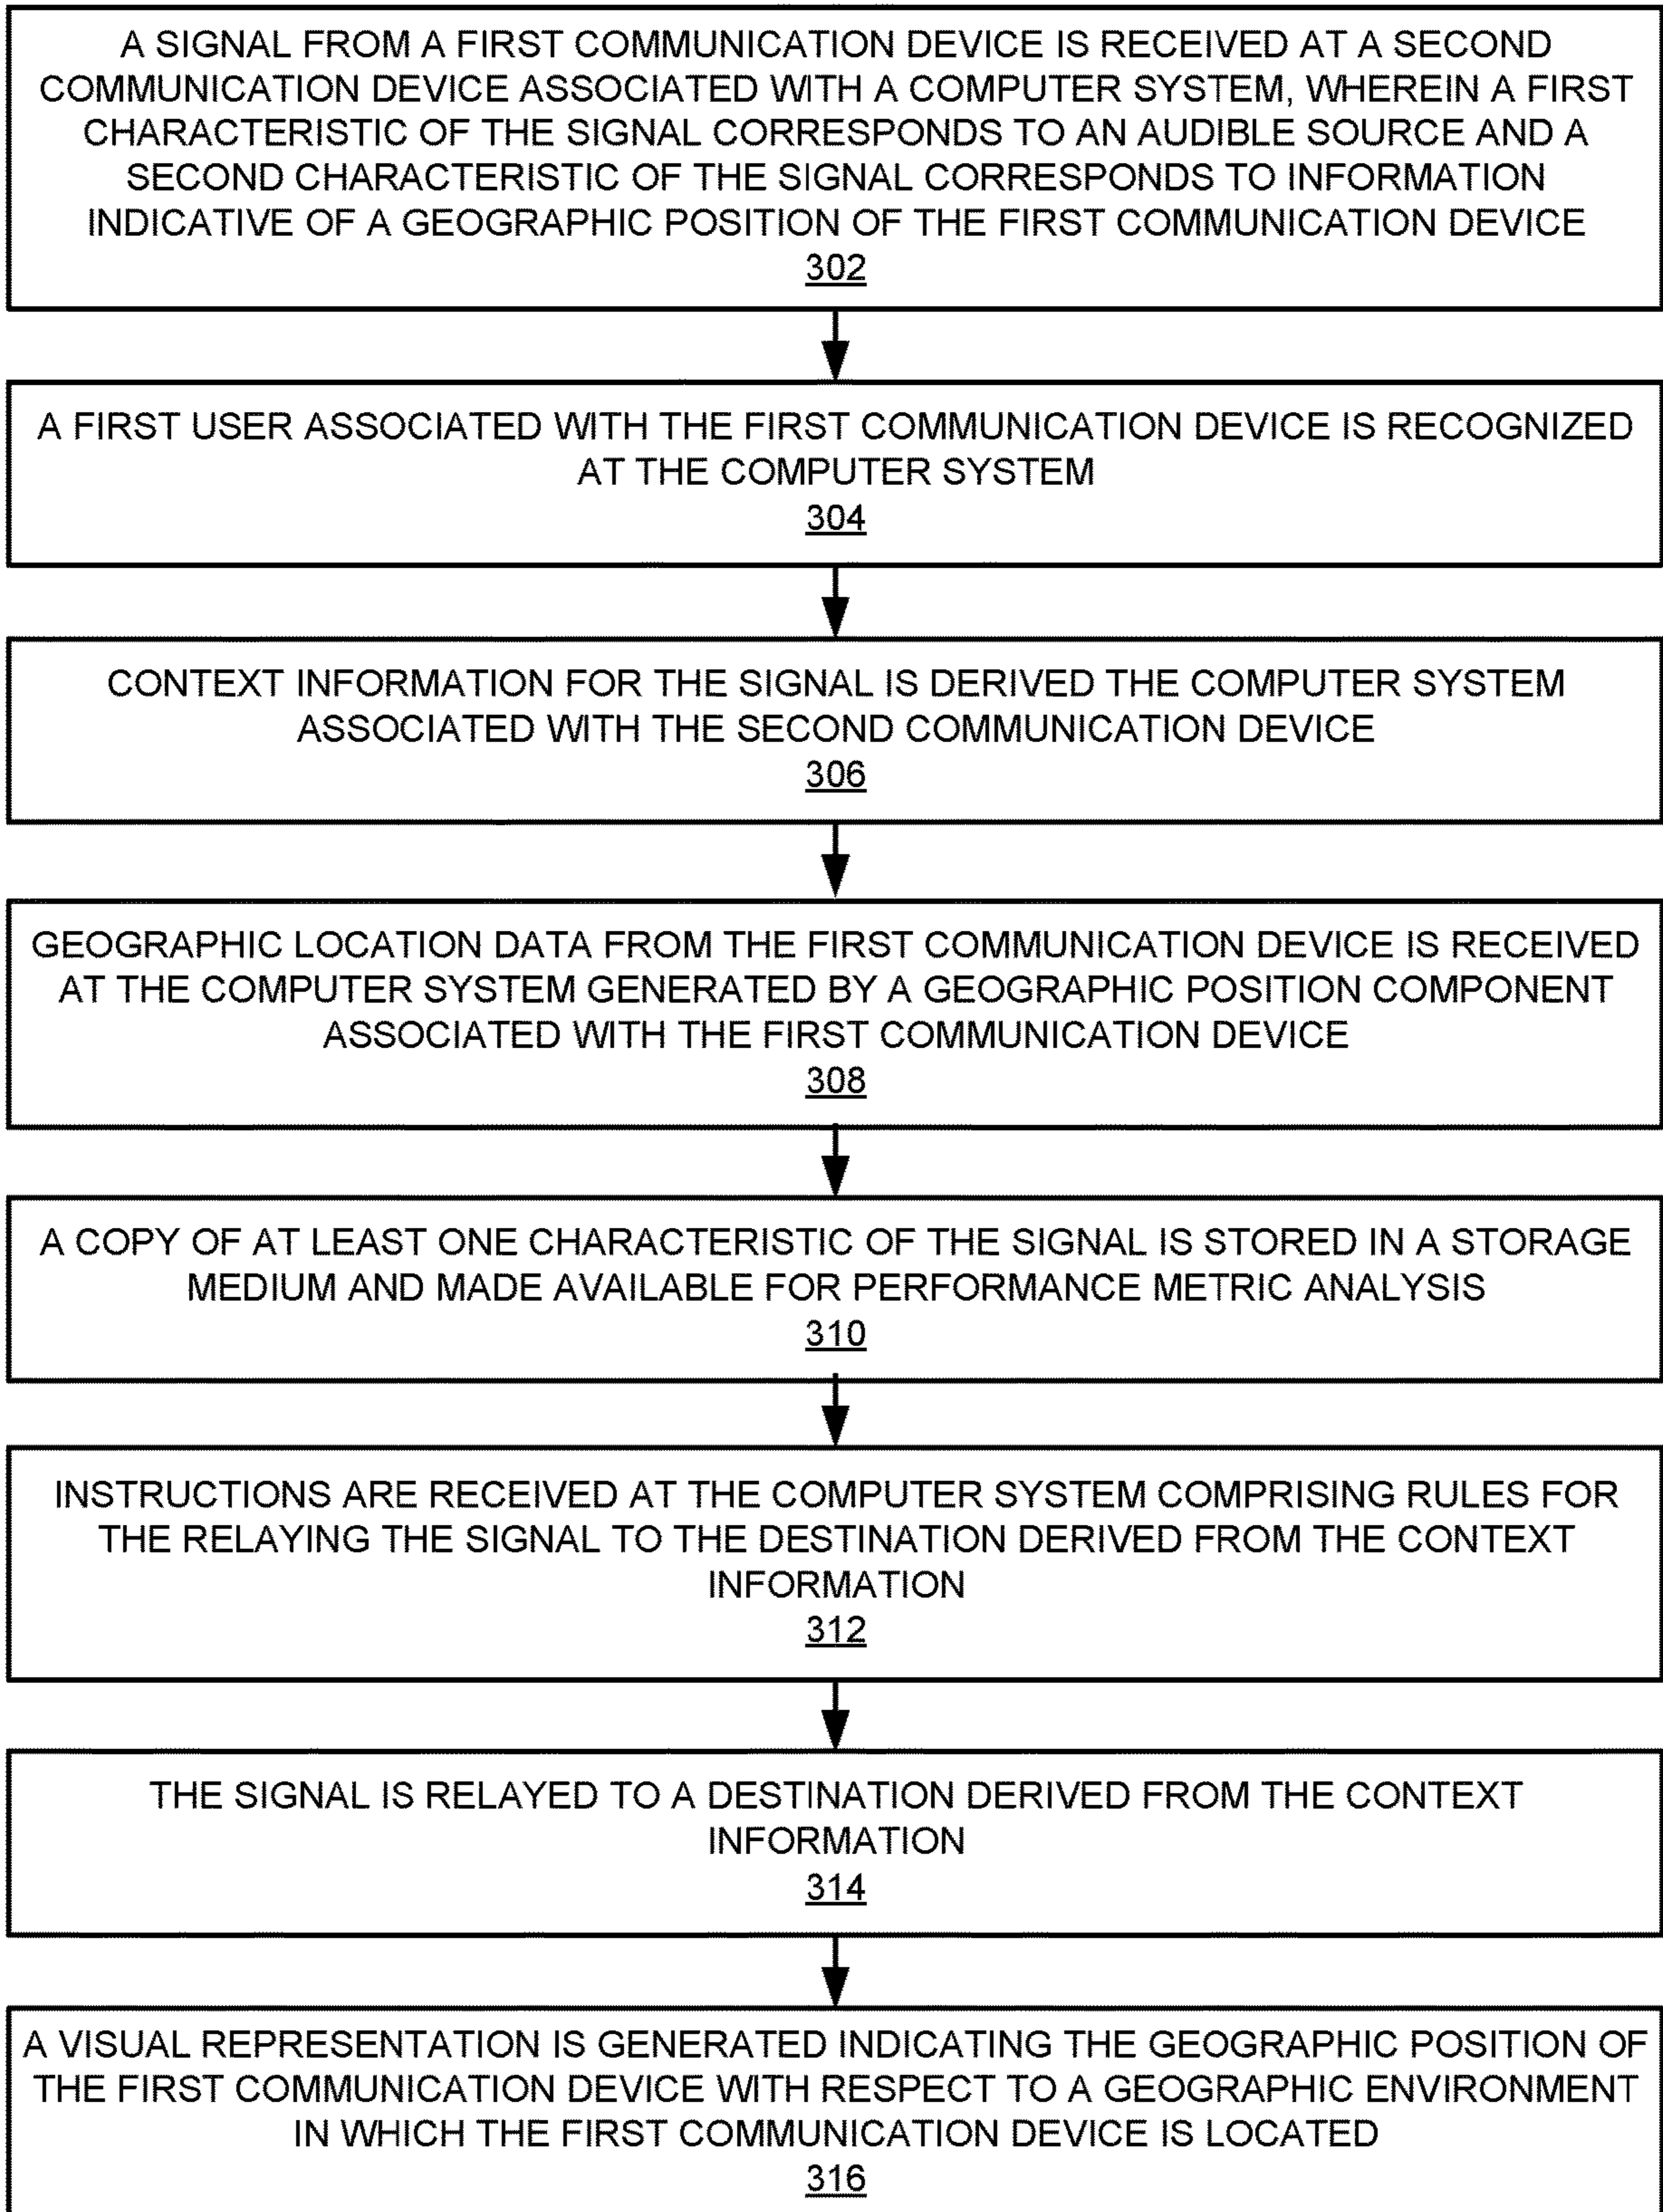 A SIGNAL FROM A FIRST COMMUNICATION DEVICE IS RECEIVED AT A SECOND
COMMUNICATION DEVICE ASSOCIATED WITH A COMPUTER SYSTEM, WHEREIN A FIRST
CHARACTERISTIC OF THE SIGNAL CORRESPONDS TO AN AUDIBLE SOURCE AND A
SECOND CHARACTERISTIC OF THE SIGNAL CORRESPONDS TO INFORMATION
INDICATIVE OF A GEOGRAPHIC POSITION OF THE FIRST COMMUNICATION DEVICE
302
A FIRST USER ASSOCIATED WITH THE FIRST COMMUNICATION DEVICE IS RECOGNIZED
AT THE COMPUTER SYSTEM
304
CONTEXT INFORMATION FOR THE SIGNAL IS DERIVED THE COMPUTER SYSTEM
ASSOCIATED WITH THE SECOND COMMUNICATION DEVICE
306
GEOGRAPHIC LOCATION DATA FROM THE FIRST COMMUNICATION DEVICE IS RECEIVED
AT THE COMPUTER SYSTEM GENERATED BY A GEOGRAPHIC POSITION COMPONENT
ASSOCIATED WITH THE FIRST COMMUNICATION DEVICE
308
A COPY OF AT LEAST ONE CHARACTERISTIC OF THE SIGNAL IS STORED IN A STORAGE
MEDIUM AND MADE AVAILABLE FOR PERFORMANCE METRIC ANALYSIS
310
INSTRUCTIONS ARE RECEIVED AT THE COMPUTER SYSTEM COMPRISING RULES FOR
THE RELAYING THE SIGNAL TO THE DESTINATION DERIVED FROM THE CONTEXT
INFORMATION
312
THE SIGNAL IS RELAYED TO A DESTINATION DERIVED FROM THE CONTEXT
INFORMATION
314
A VISUAL REPRESENTATION IS GENERATED INDICATING THE GEOGRAPHIC POSITION OF
THE FIRST COMMUNICATION DEVICE WITH RESPECT TO A GEOGRAPHIC ENVIRONMENT
IN WHICH THE FIRST COMMUNICATION DEVICE IS LOCATED
316